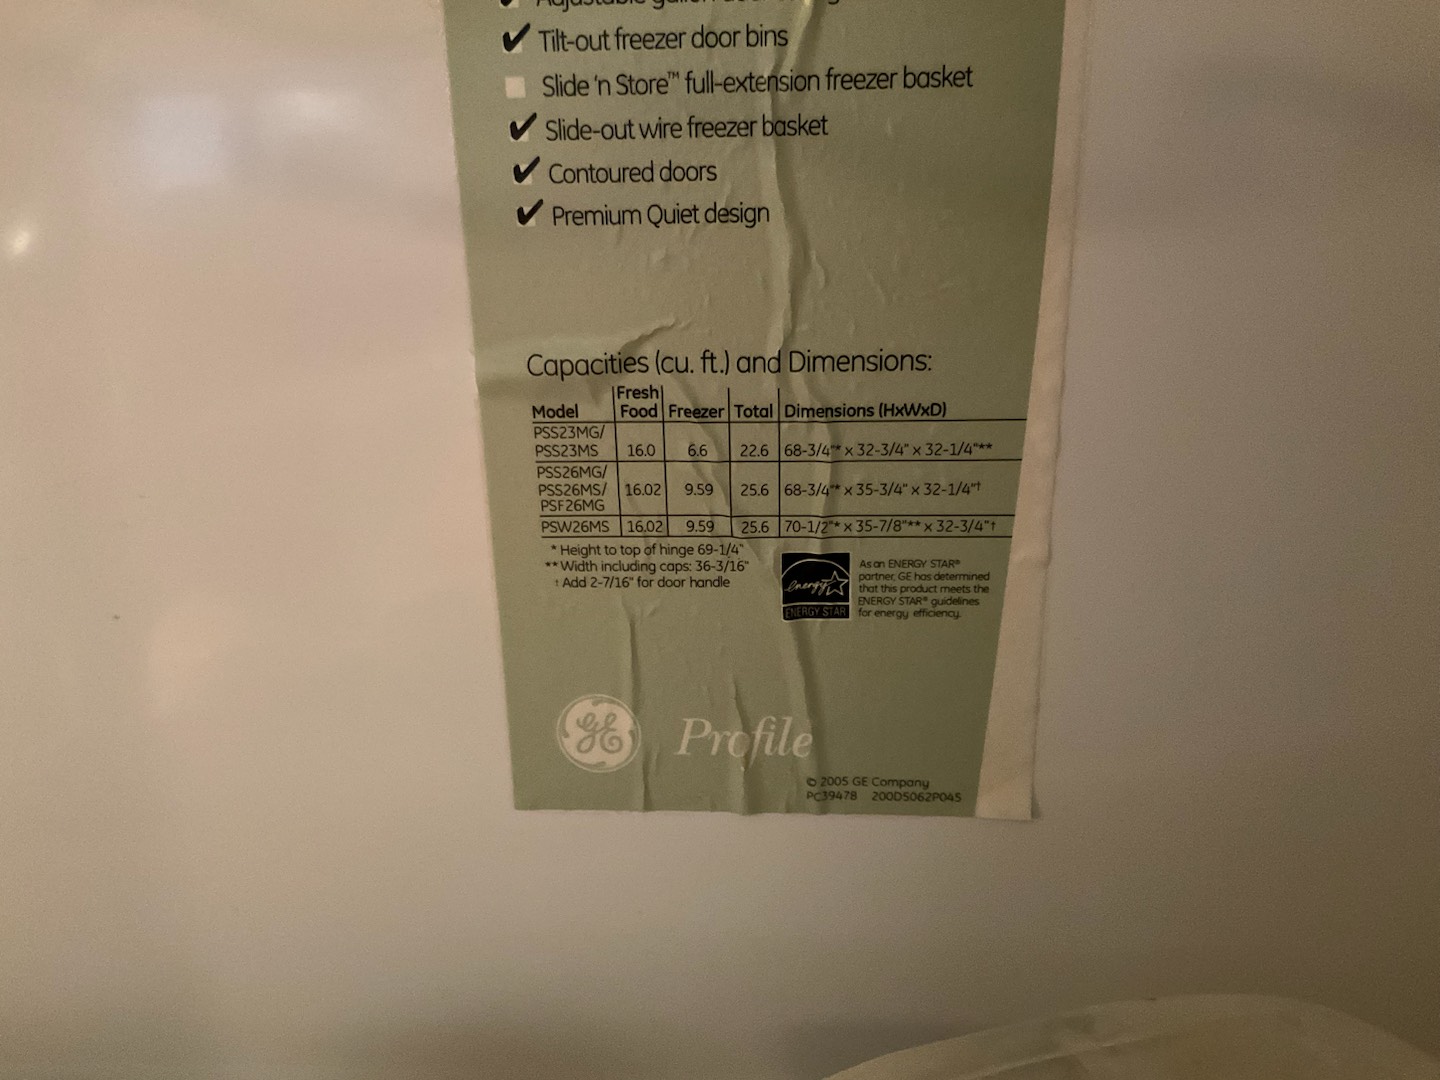 Adjustable gallon door
Tilt-out freezer door bins
Slide 'n Store™ full-extension freezer basket
Slide-out wire freezer basket
Contoured doors
Premium Quiet design
Capacities (cu. ft.) and Dimensions:
Model Fresh Food Freezer Total Dimensions (HxWxD)
PSS23MG/
PSS23MS 16.0 6.6 22.6 68-3/4"* x 32-3/4" x 32-1/4"**
PSS26MG/
PSS26MS/ 16.02 9.59 25.6 68-3/4"* x 35-3/4" x 32-1/4"†
PSF26MG
PSW26MS 16.02 9.59 25.6 70-1/2"* x 35-7/8"** x 32-3/4"†
* Height to top of hinge 69-1/4"
** Width including caps: 36-3/16"
† Add 2-7/16" for door handle
energy
ENERGY STAR
As an ENERGY STAR®
partner, GE has determined
that this product meets the
ENERGY STAR® guidelines
for energy efficiency.
GE Profile
© 2005 GE Company
PC39478 200D5062P045